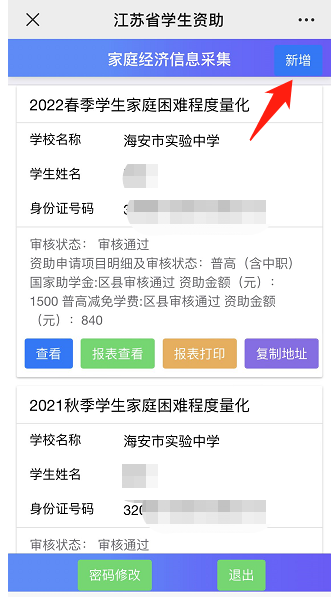 江苏省学生资助
家庭经济信息采集
新增
2022春季学生家庭困难程度量化
学校名称 海安市实验中学
学生姓名
身份证号码
审核状态： 审核通过
资助申请项目明细及审核状态：普高（含中职）
国家助学金:区县审核通过 资助金额（元）:
1500 普高减免学费:区县审核通过 资助金额
（元）: 840
查看 报表查看 报表打印 复制地址
2021秋季学生家庭困难程度量化
学校名称 海安市实验中学
学生姓名
身份证号码 320
审核状态： 审核通过
密码修改 退出